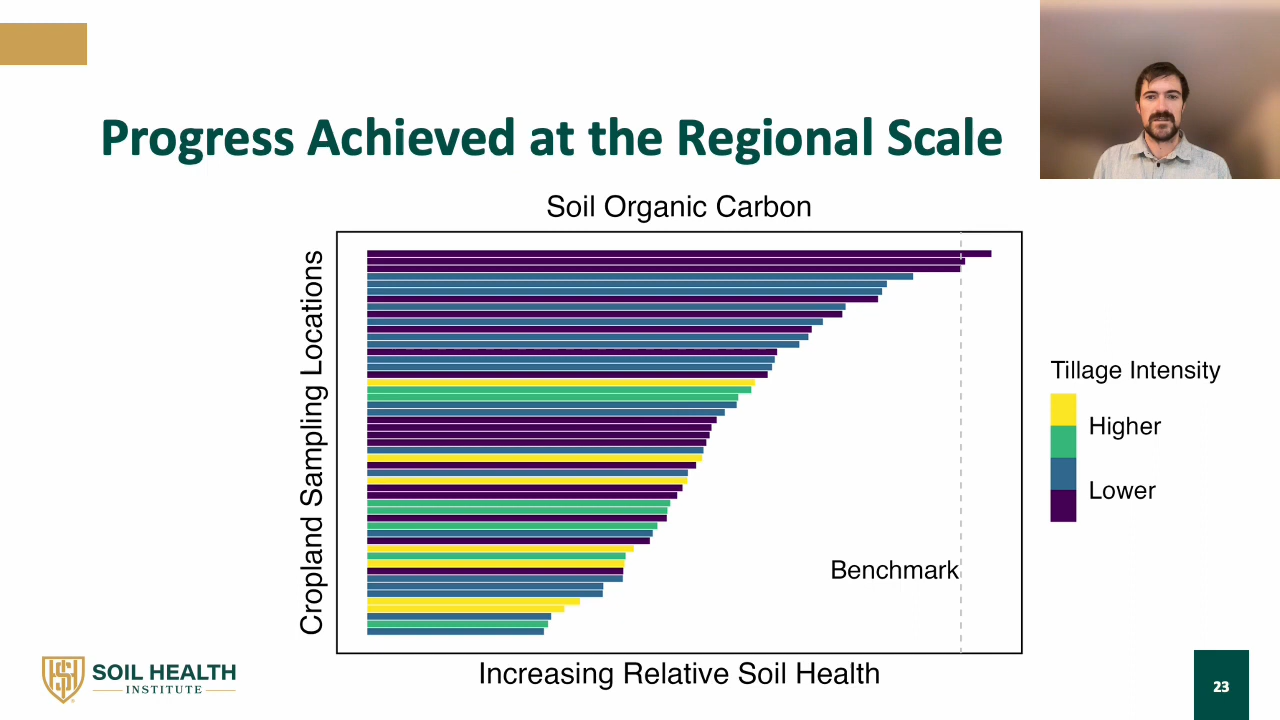 Progress Achieved at the Regional Scale
Soil Organic Carbon
Cropland Sampling Locations
Tillage Intensity
Higher
Lower
Benchmark
Increasing Relative Soil Health
SOIL HEALTH
INSTITUTE
23